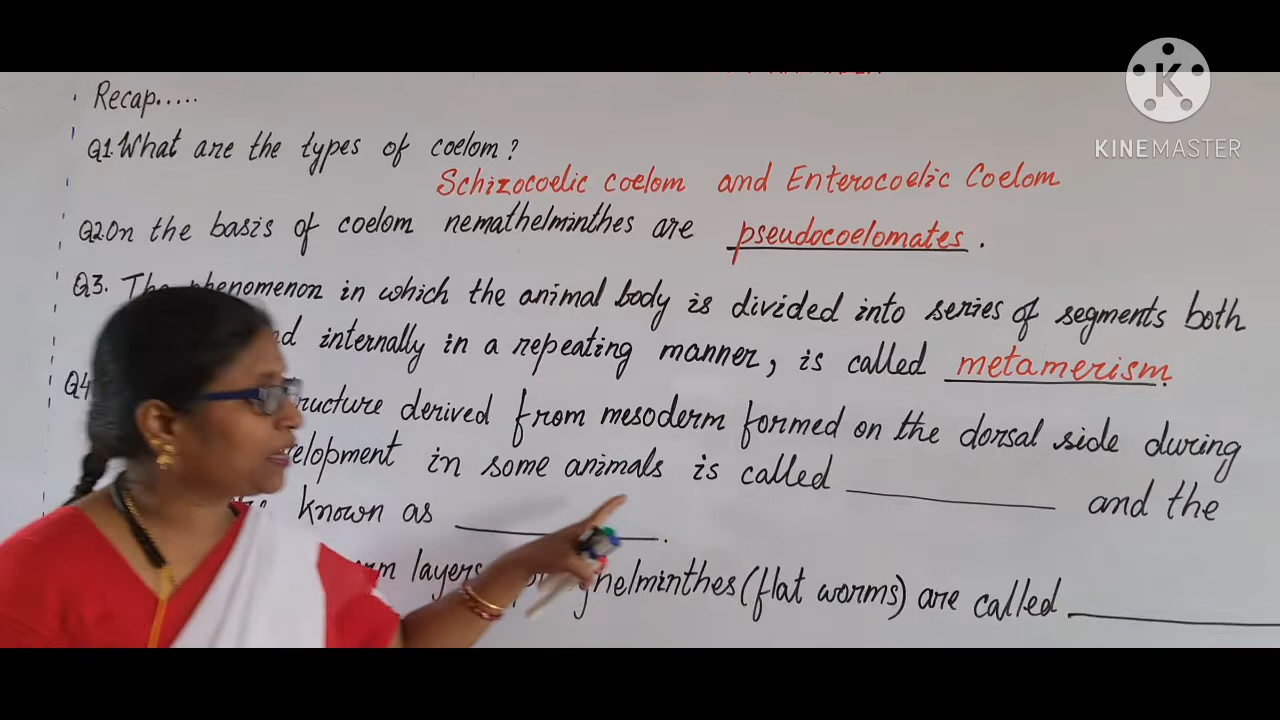 Recap.....
Q1.What are the types of coelom?
Schizocoelic coelom and Enterocoelic Coelom
Q2.On the basis of coelom nemathelminthes are pseudocoelomates.
Q3. The phenomenon in which the animal body is divided into series of segments both
internally in a repeating manner, is called metamerism.
Q4 derived from mesoderm formed on the dorsal side during
in some animals is called ________ and the
known as ________.
layers helminthes (flat worms) are called ________
K
KINEMASTER